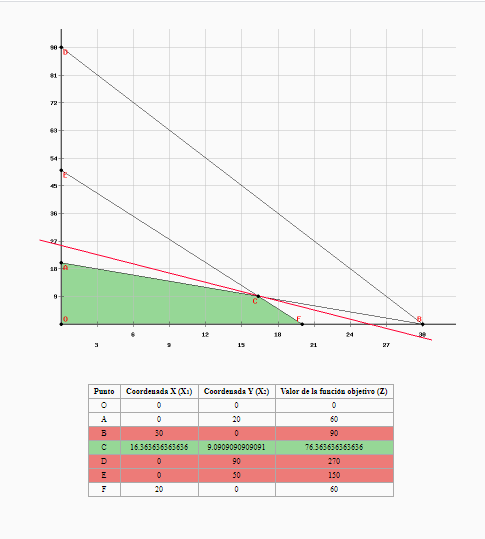 90
D
81
72
63
54
E
45
36
27
A
18
9
C
0
F
B
6 12 18 24 30
3 9 15 21 27
Punto Coordenada X (X1) Coordenada Y (X2) Valor de la función objetivo (Z)
O 0 0 0
A 0 20 60
B 30 0 90
C 16.363636363636 9.0909090909091 76.363636363636
D 0 90 270
E 0 50 150
F 20 0 60